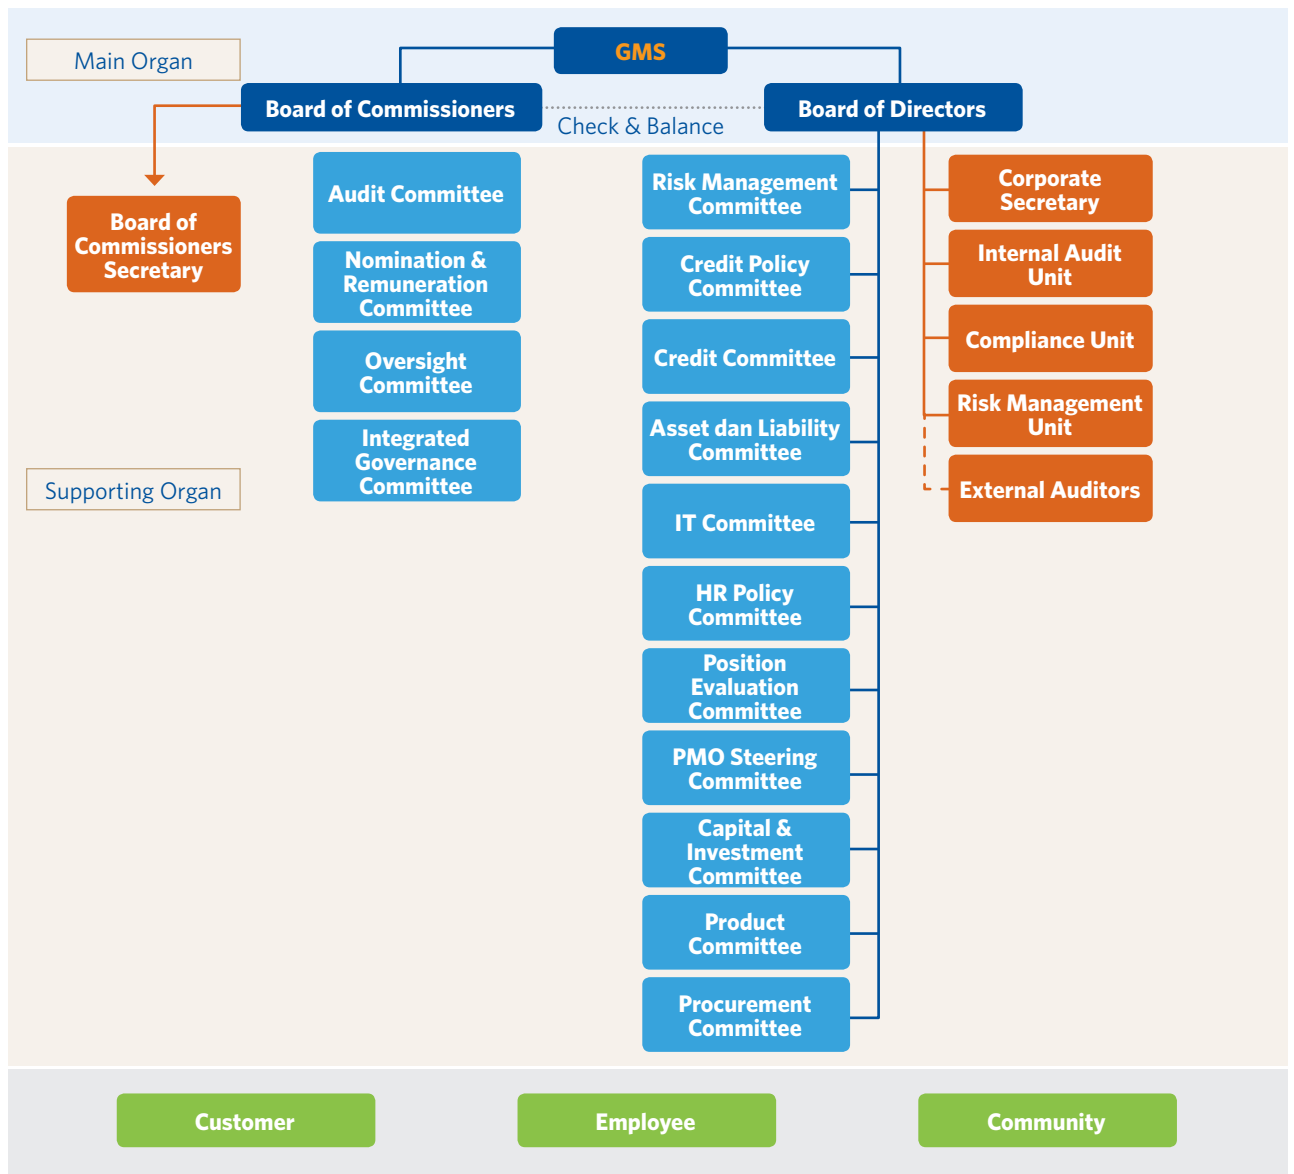 Main Organ
GMS
Board of Commissioners
Check & Balance
Board of Directors
Board of
Commissioners
Secretary
Audit Committee
Nomination &
Remuneration
Committee
Oversight
Committee
Integrated
Governance
Committee
Supporting Organ
Risk Management
Committee
Credit Policy
Committee
Credit Committee
Asset dan Liability
Committee
IT Committee
HR Policy
Committee
Position
Evaluation
Committee
PMO Steering
Committee
Capital &
Investment
Committee
Product
Committee
Procurement
Committee
Corporate
Secretary
Internal Audit
Unit
Compliance Unit
Risk Management
Unit
External Auditors
Customer
Employee
Community